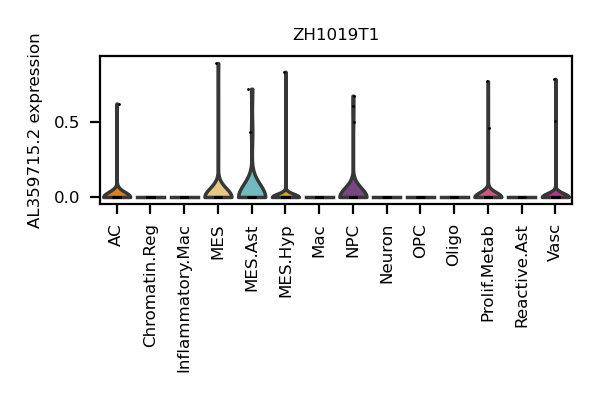 ZH1019T1
AL359715.2 expression
0.5
0.0
AC
Chromatin.Reg
Inflammatory.Mac
MES
MES.Ast
MES.Hyp
Mac
NPC
Neuron
OPC
Oligo
Prolif.Metab
Reactive.Ast
Vasc